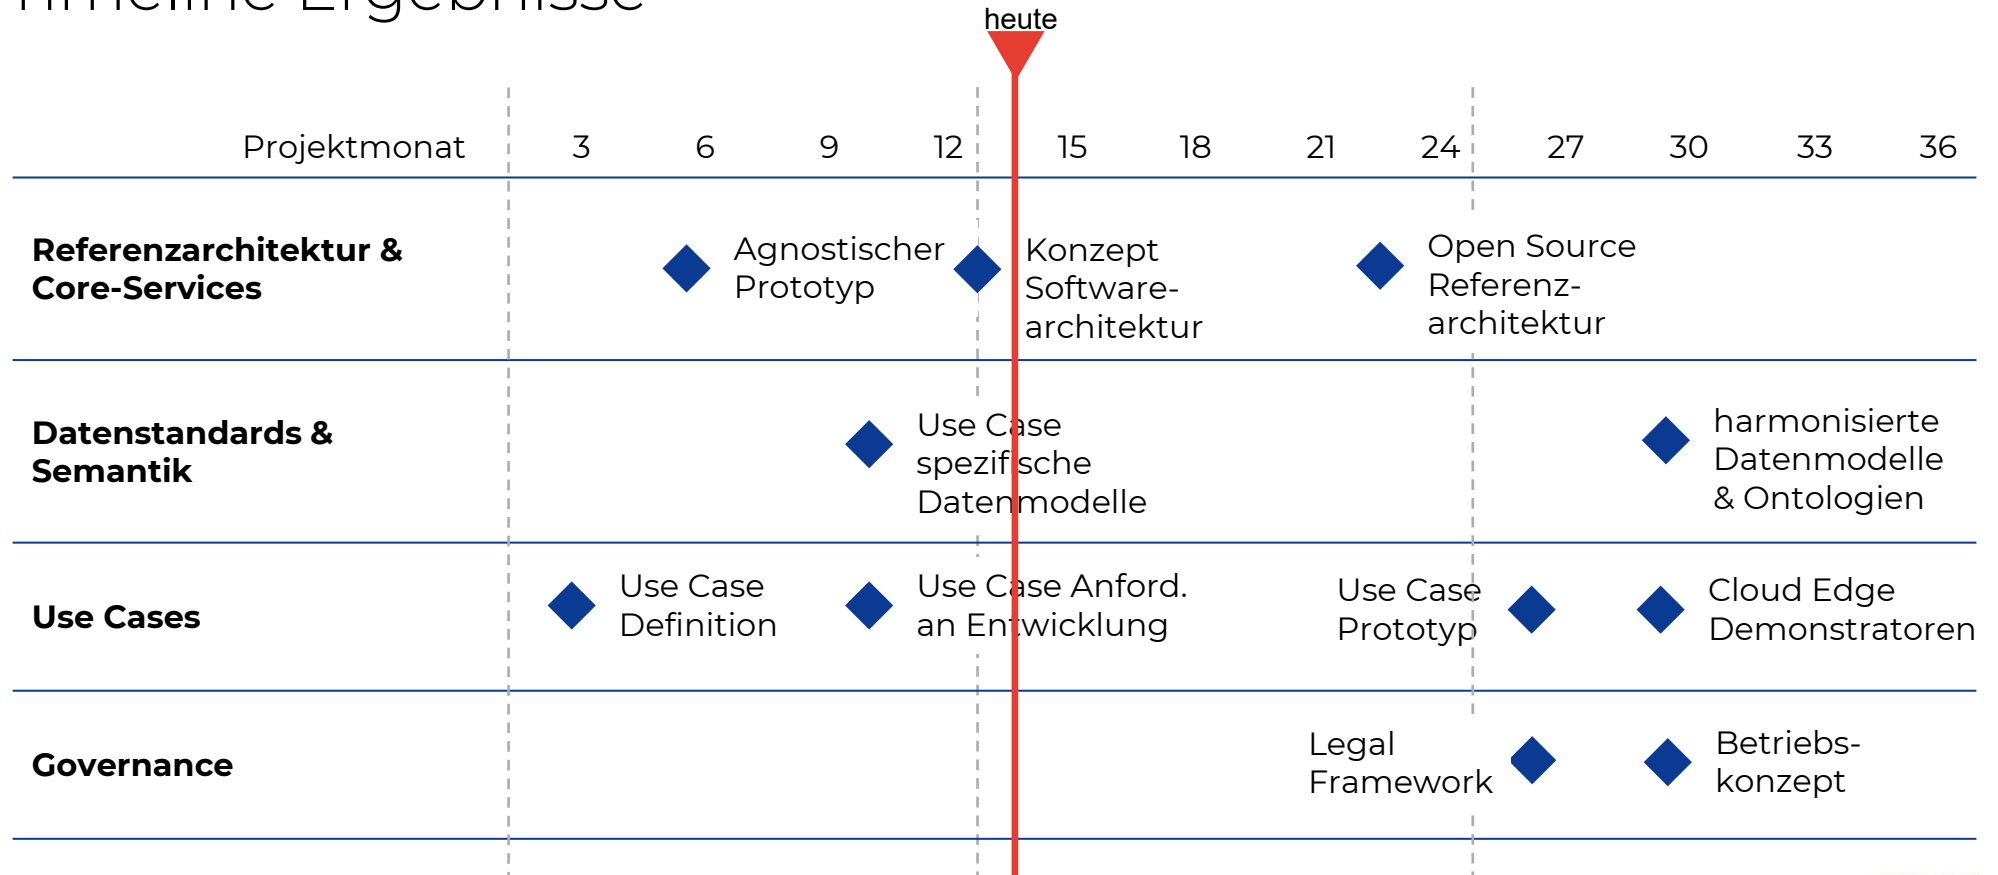 Timeline Ergebnisse
heute
Projektmonat 3 6 9 12 15 18 21 24 27 30 33 36
Referenzarchitektur &
Core-Services
Agnostischer
Prototyp
Konzept
Software-
architektur
Open Source
Referenz-
architektur
Datenstandards &
Semantik
Use Case
spezifische
Datenmodelle
harmonisierte
Datenmodelle
& Ontologien
Use Cases
Use Case
Definition
Use Case Anford.
an Entwicklung
Use Case
Prototyp
Cloud Edge
Demonstratoren
Governance
Legal
Framework
Betriebs-
konzept